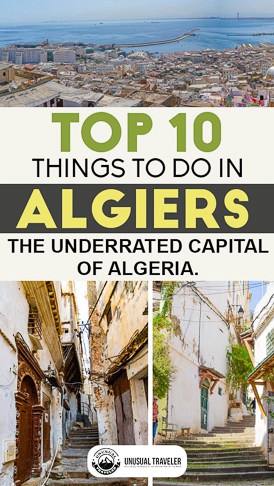 TOP 10
THINGS TO DO IN
ALGIERS
THE UNDERRATED CAPITAL
OF ALGERIA.
UNUSUAL TRAVELER